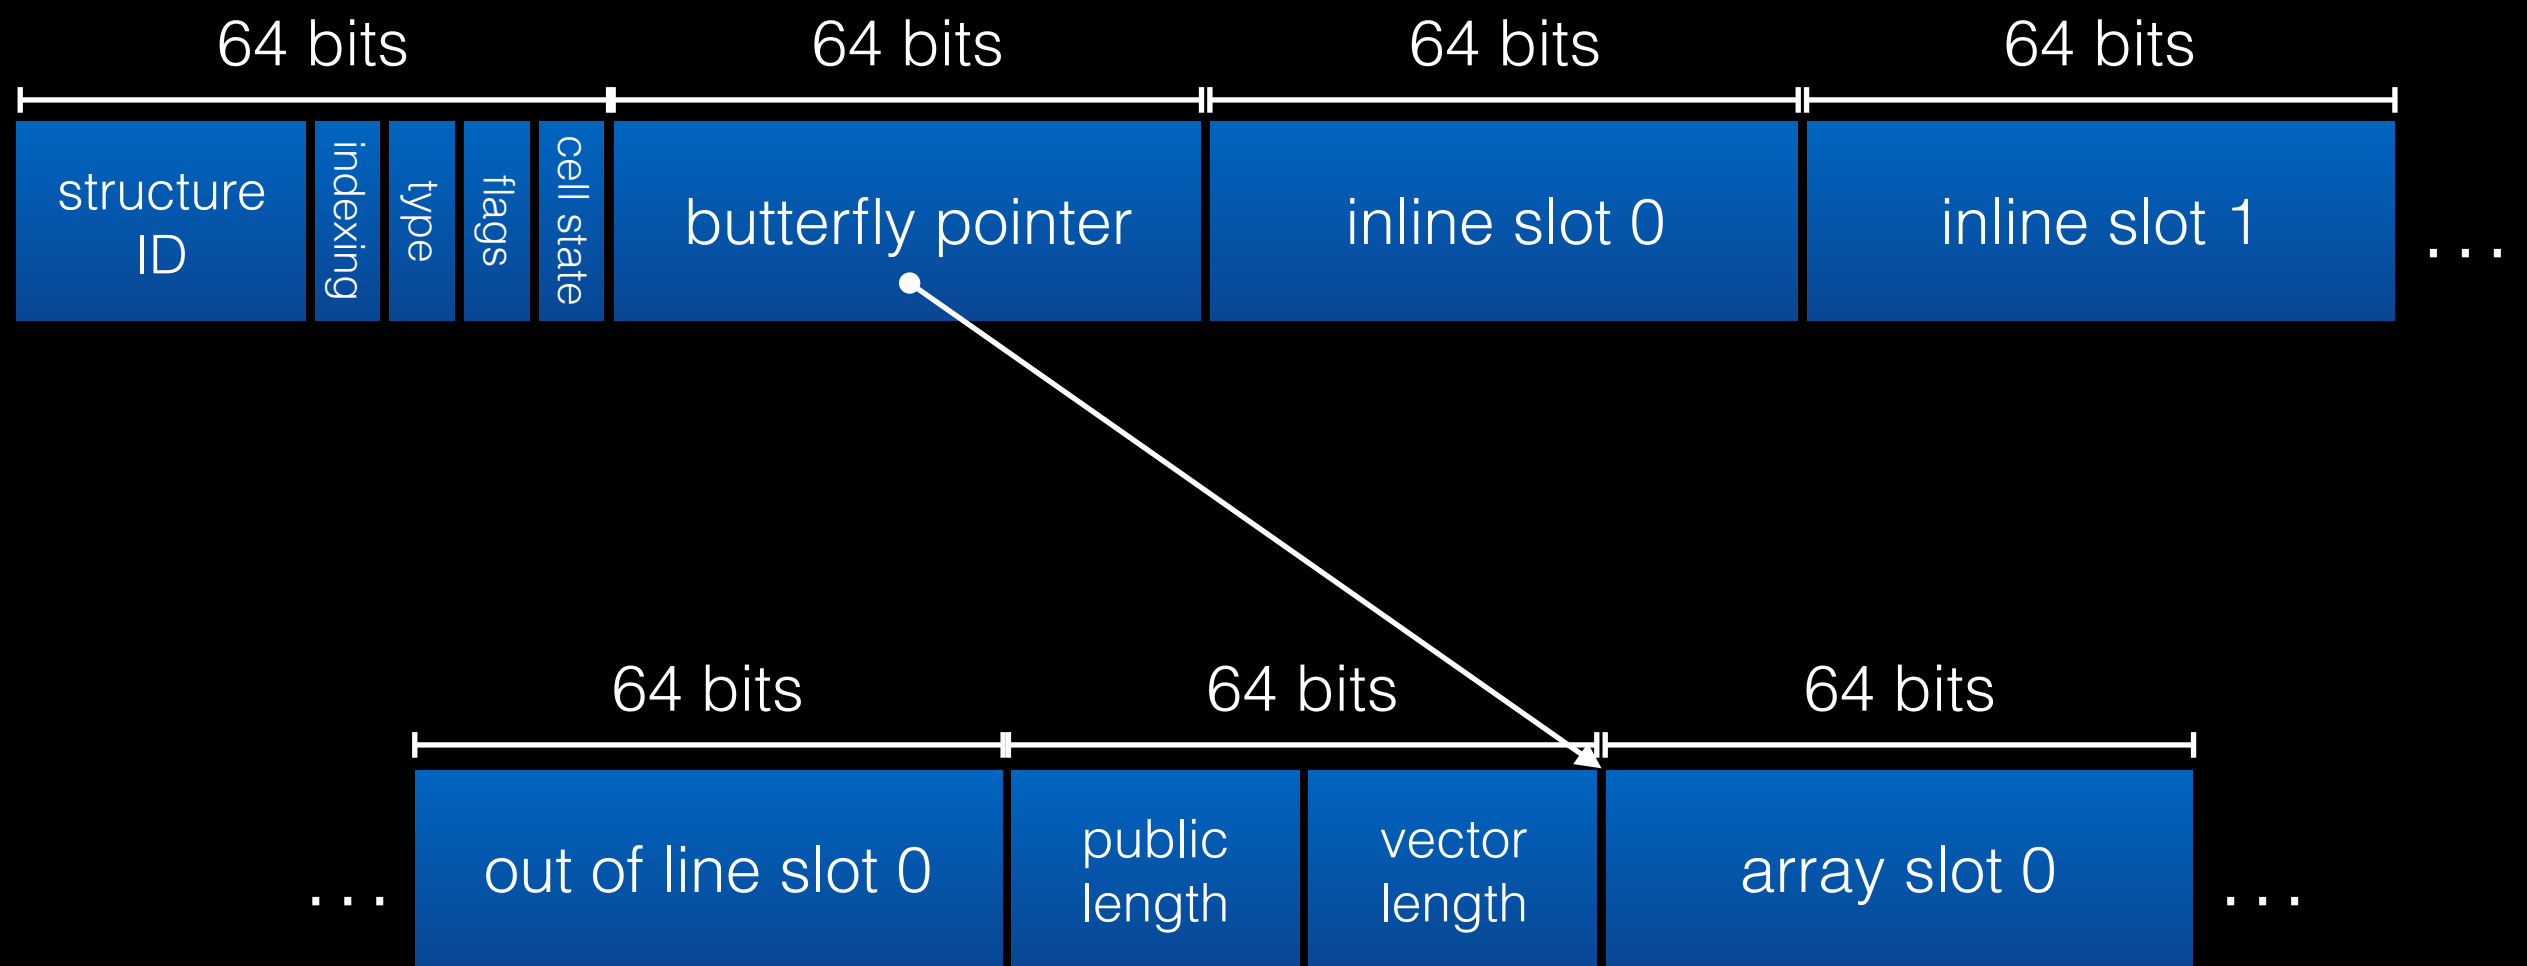 64 bits 64 bits 64 bits 64 bits
structure
ID
indexing
type
flags
cell state
butterfly pointer
inline slot 0
inline slot 1
...
64 bits 64 bits 64 bits
...
out of line slot 0
public
length
vector
length
array slot 0
...